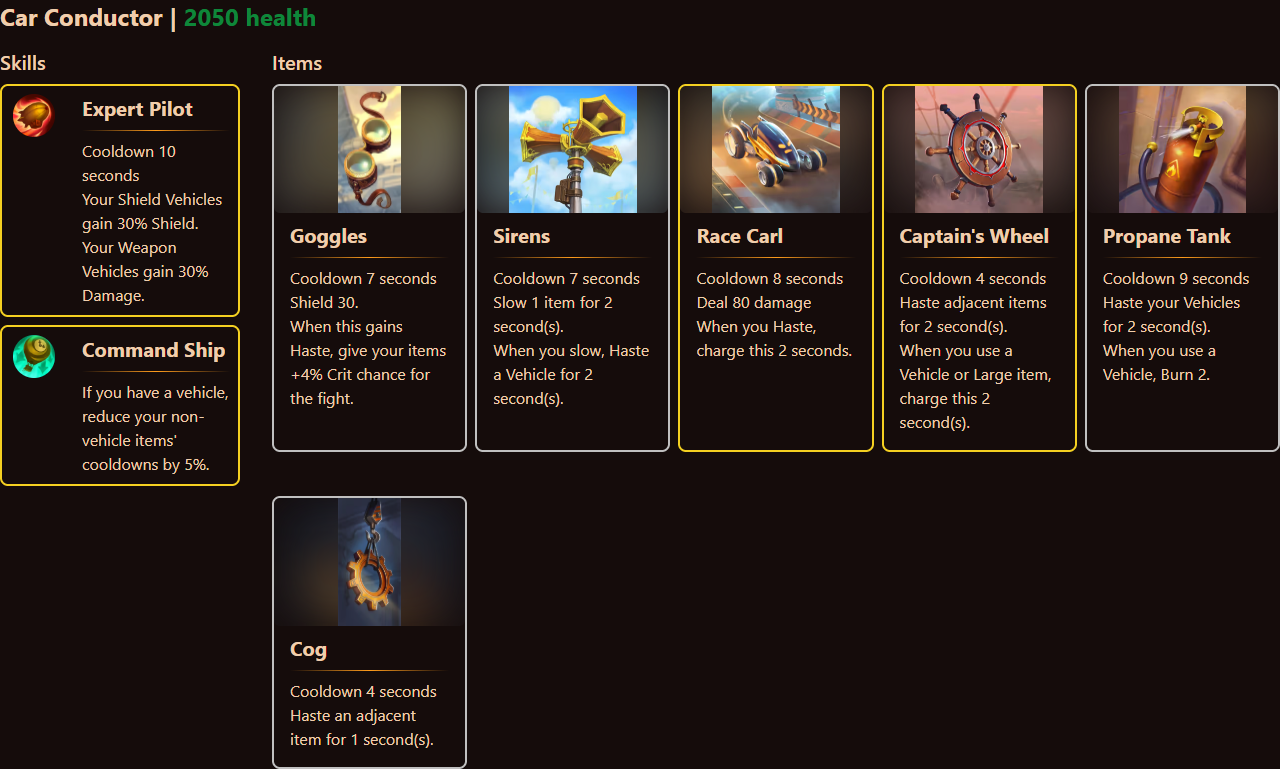 Car Conductor | 2050 health
Skills
Expert Pilot
Cooldown 10
seconds
Your Shield Vehicles
gain 30% Shield.
Your Weapon
Vehicles gain 30%
Damage.
Command Ship
If you have a vehicle,
reduce your non-
vehicle items'
cooldowns by 5%.
Items
Goggles
Cooldown 7 seconds
Shield 30.
When this gains
Haste, give your items
+4% Crit chance for
the fight.
Sirens
Cooldown 7 seconds
Slow 1 item for 2
second(s).
When you slow, Haste
a Vehicle for 2
second(s).
Race Carl
Cooldown 8 seconds
Deal 80 damage
When you Haste,
charge this 2 seconds.
Captain's Wheel
Cooldown 4 seconds
Haste adjacent items
for 2 second(s).
When you use a
Vehicle or Large item,
charge this 2
second(s).
Propane Tank
Cooldown 9 seconds
Haste your Vehicles
for 2 second(s).
When you use a
Vehicle, Burn 2.
Cog
Cooldown 4 seconds
Haste an adjacent
item for 1 second(s).